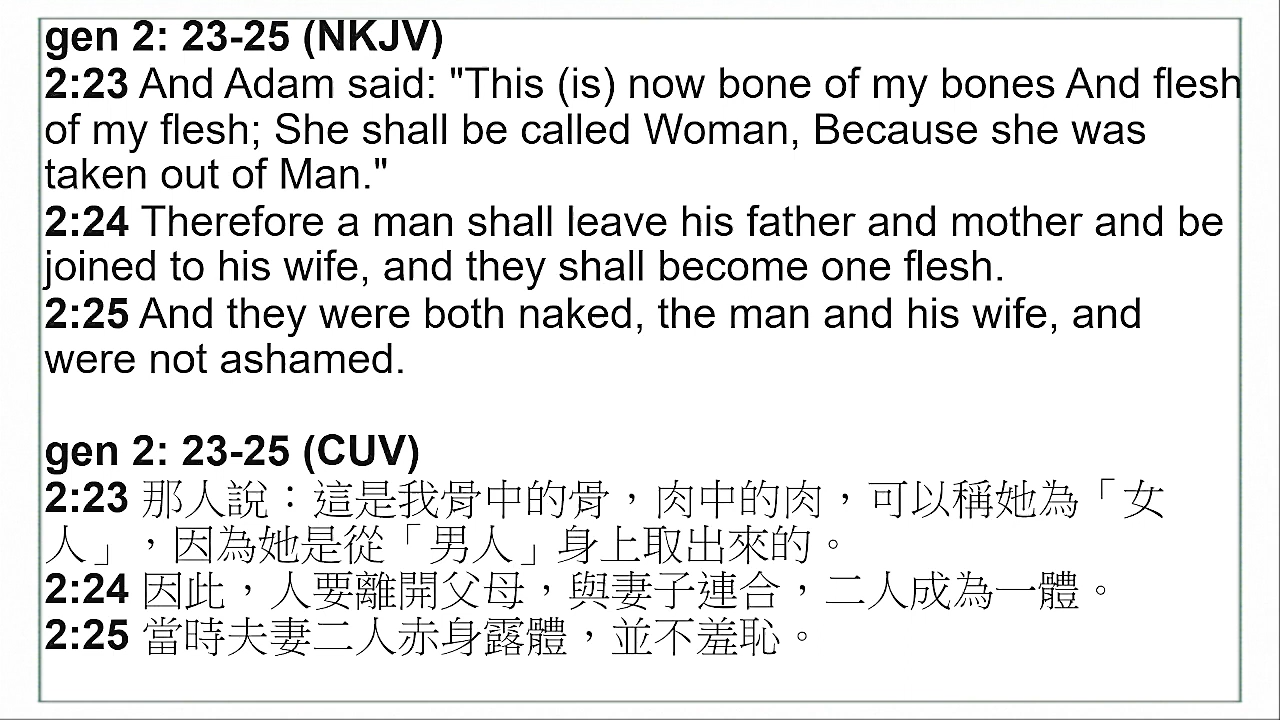 gen 2: 23-25 (NKJV)
2:23 And Adam said: "This (is) now bone of my bones And flesh
of my flesh; She shall be called Woman, Because she was
taken out of Man."
2:24 Therefore a man shall leave his father and mother and be
joined to his wife, and they shall become one flesh.
2:25 And they were both naked, the man and his wife, and
were not ashamed.
gen 2: 23-25 (CUV)
2:23 那人說：這是我骨中的骨，肉中的肉，可以稱她為「女
人」，因為她是從「男人」身上取出來的。
2:24 因此，人要離開父母，與妻子連合，二人成為一體。
2:25 當時夫妻二人赤身露體，並不羞恥。